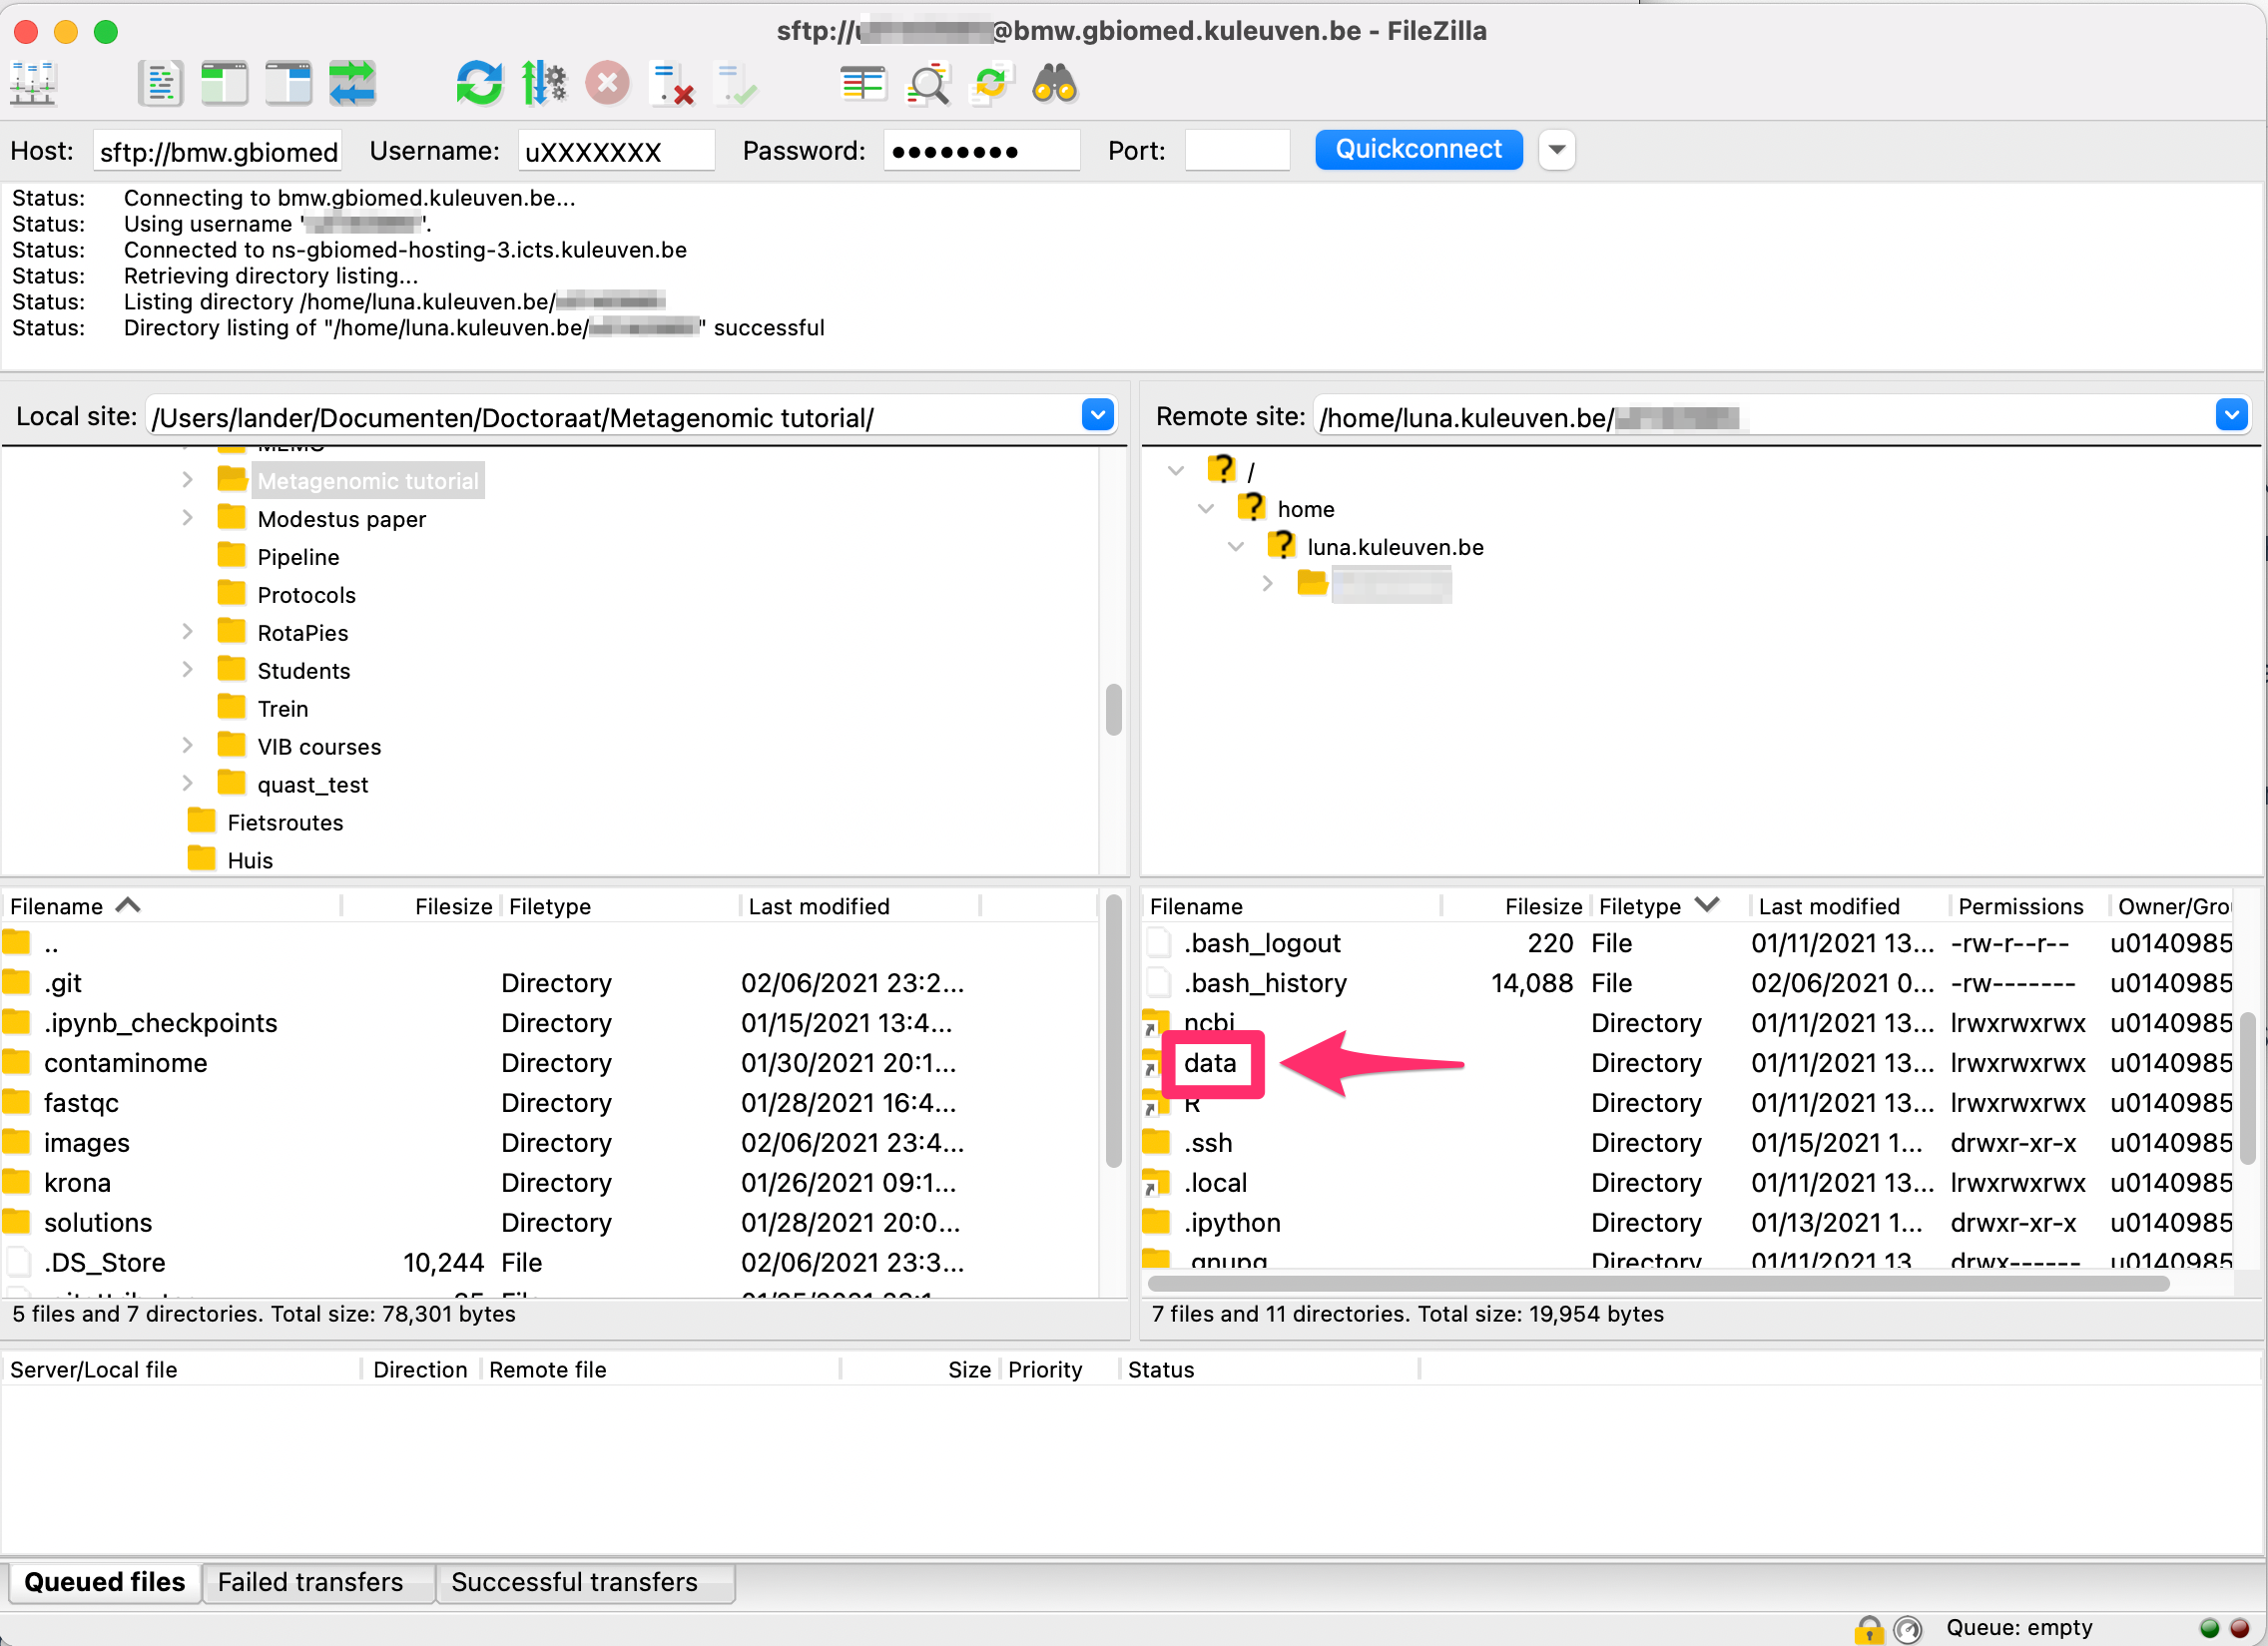 sftp://u @bmw.gbiomed.kuleuven.be - FileZilla
Host: sftp://bmw.gbiomed Username: uXXXXXXX Password: •••••••• Port: Quickconnect
Status: Connecting to bmw.gbiomed.kuleuven.be...
Status: Using username ' '.
Status: Connected to ns-gbiomed-hosting-3.icts.kuleuven.be
Status: Retrieving directory listing...
Status: Listing directory /home/luna.kuleuven.be/
Status: Directory listing of "/home/luna.kuleuven.be/ " successful
Local site: /Users/lander/Documenten/Doctoraat/Metagenomic tutorial/
Metagenomic tutorial
Modestus paper
Pipeline
Protocols
RotaPies
Students
Trein
VIB courses
quast_test
Fietsroutes
Huis
Remote site: /home/luna.kuleuven.be/
? /
? home
? luna.kuleuven.be
Filename Filesize Filetype Last modified
..
.git Directory 02/06/2021 23:2...
.ipynb_checkpoints Directory 01/15/2021 13:4...
contaminome Directory 01/30/2021 20:1...
fastqc Directory 01/28/2021 16:4...
images Directory 02/06/2021 23:4...
krona Directory 01/26/2021 09:1...
solutions Directory 01/28/2021 20:0...
.DS_Store 10,244 File 02/06/2021 23:3...
5 files and 7 directories. Total size: 78,301 bytes
Filename Filesize Filetype Last modified Permissions Owner/Gro
.bash_logout 220 File 01/11/2021 13... -rw-r--r-- u0140985
.bash_history 14,088 File 02/06/2021 0... -rw------- u0140985
ncbi Directory 01/11/2021 13... lrwxrwxrwx u0140985
data Directory 01/11/2021 13... lrwxrwxrwx u0140985
R Directory 01/11/2021 13... lrwxrwxrwx u0140985
.ssh Directory 01/15/2021 1... drwxr-xr-x u0140985
.local Directory 01/11/2021 13... lrwxrwxrwx u0140985
.ipython Directory 01/13/2021 1... drwxr-xr-x u0140985
.gnupg Directory 01/11/2021 13... drwx------ u0140985
7 files and 11 directories. Total size: 19,954 bytes
Server/Local file Direction Remote file Size Priority Status
Queued files Failed transfers Successful transfers
Queue: empty